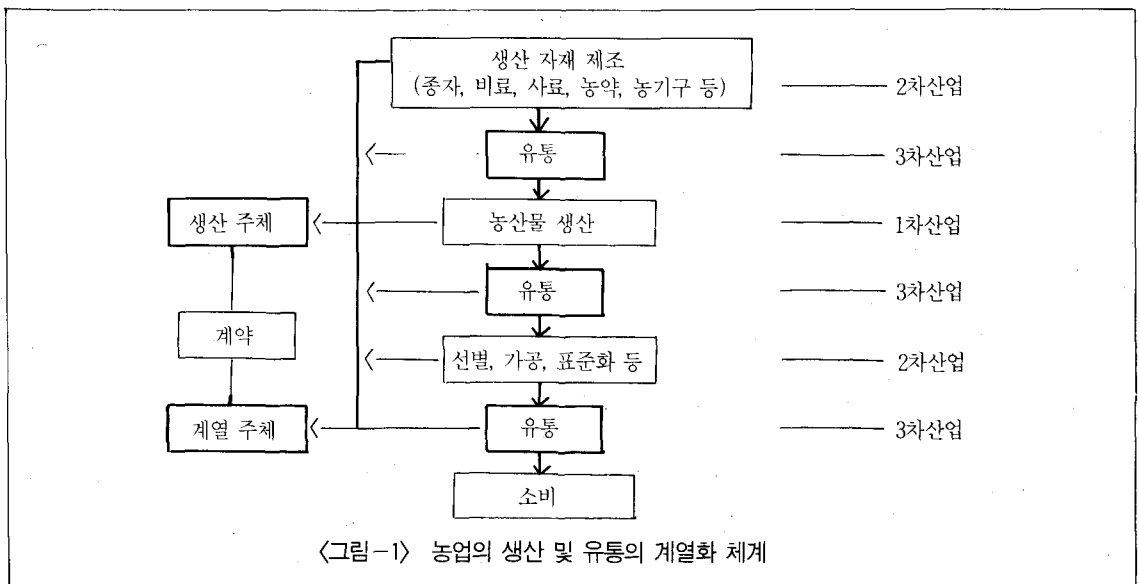 생산 자재 제조
(종자, 비료, 사료, 농약, 농기구 등)
2차산업
유통
3차산업
생산 주체
농산물 생산
1차산업
유통
3차산업
계약
선별, 가공, 표준화 등
2차산업
계열 주체
유통
3차산업
소비
〈그림-1〉 농업의 생산 및 유통의 계열화 체계